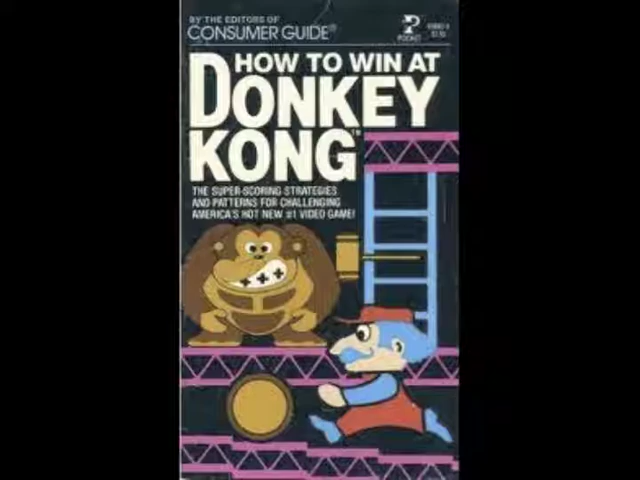 BY THE EDITORS OF
CONSUMER GUIDE®
POCKET
HOW TO WIN AT
DONKEY
KONG™
THE SUPER-SCORING STRATEGIES
AND PATTERNS FOR CHALLENGING
AMERICA'S HOT NEW #1 VIDEO GAME!